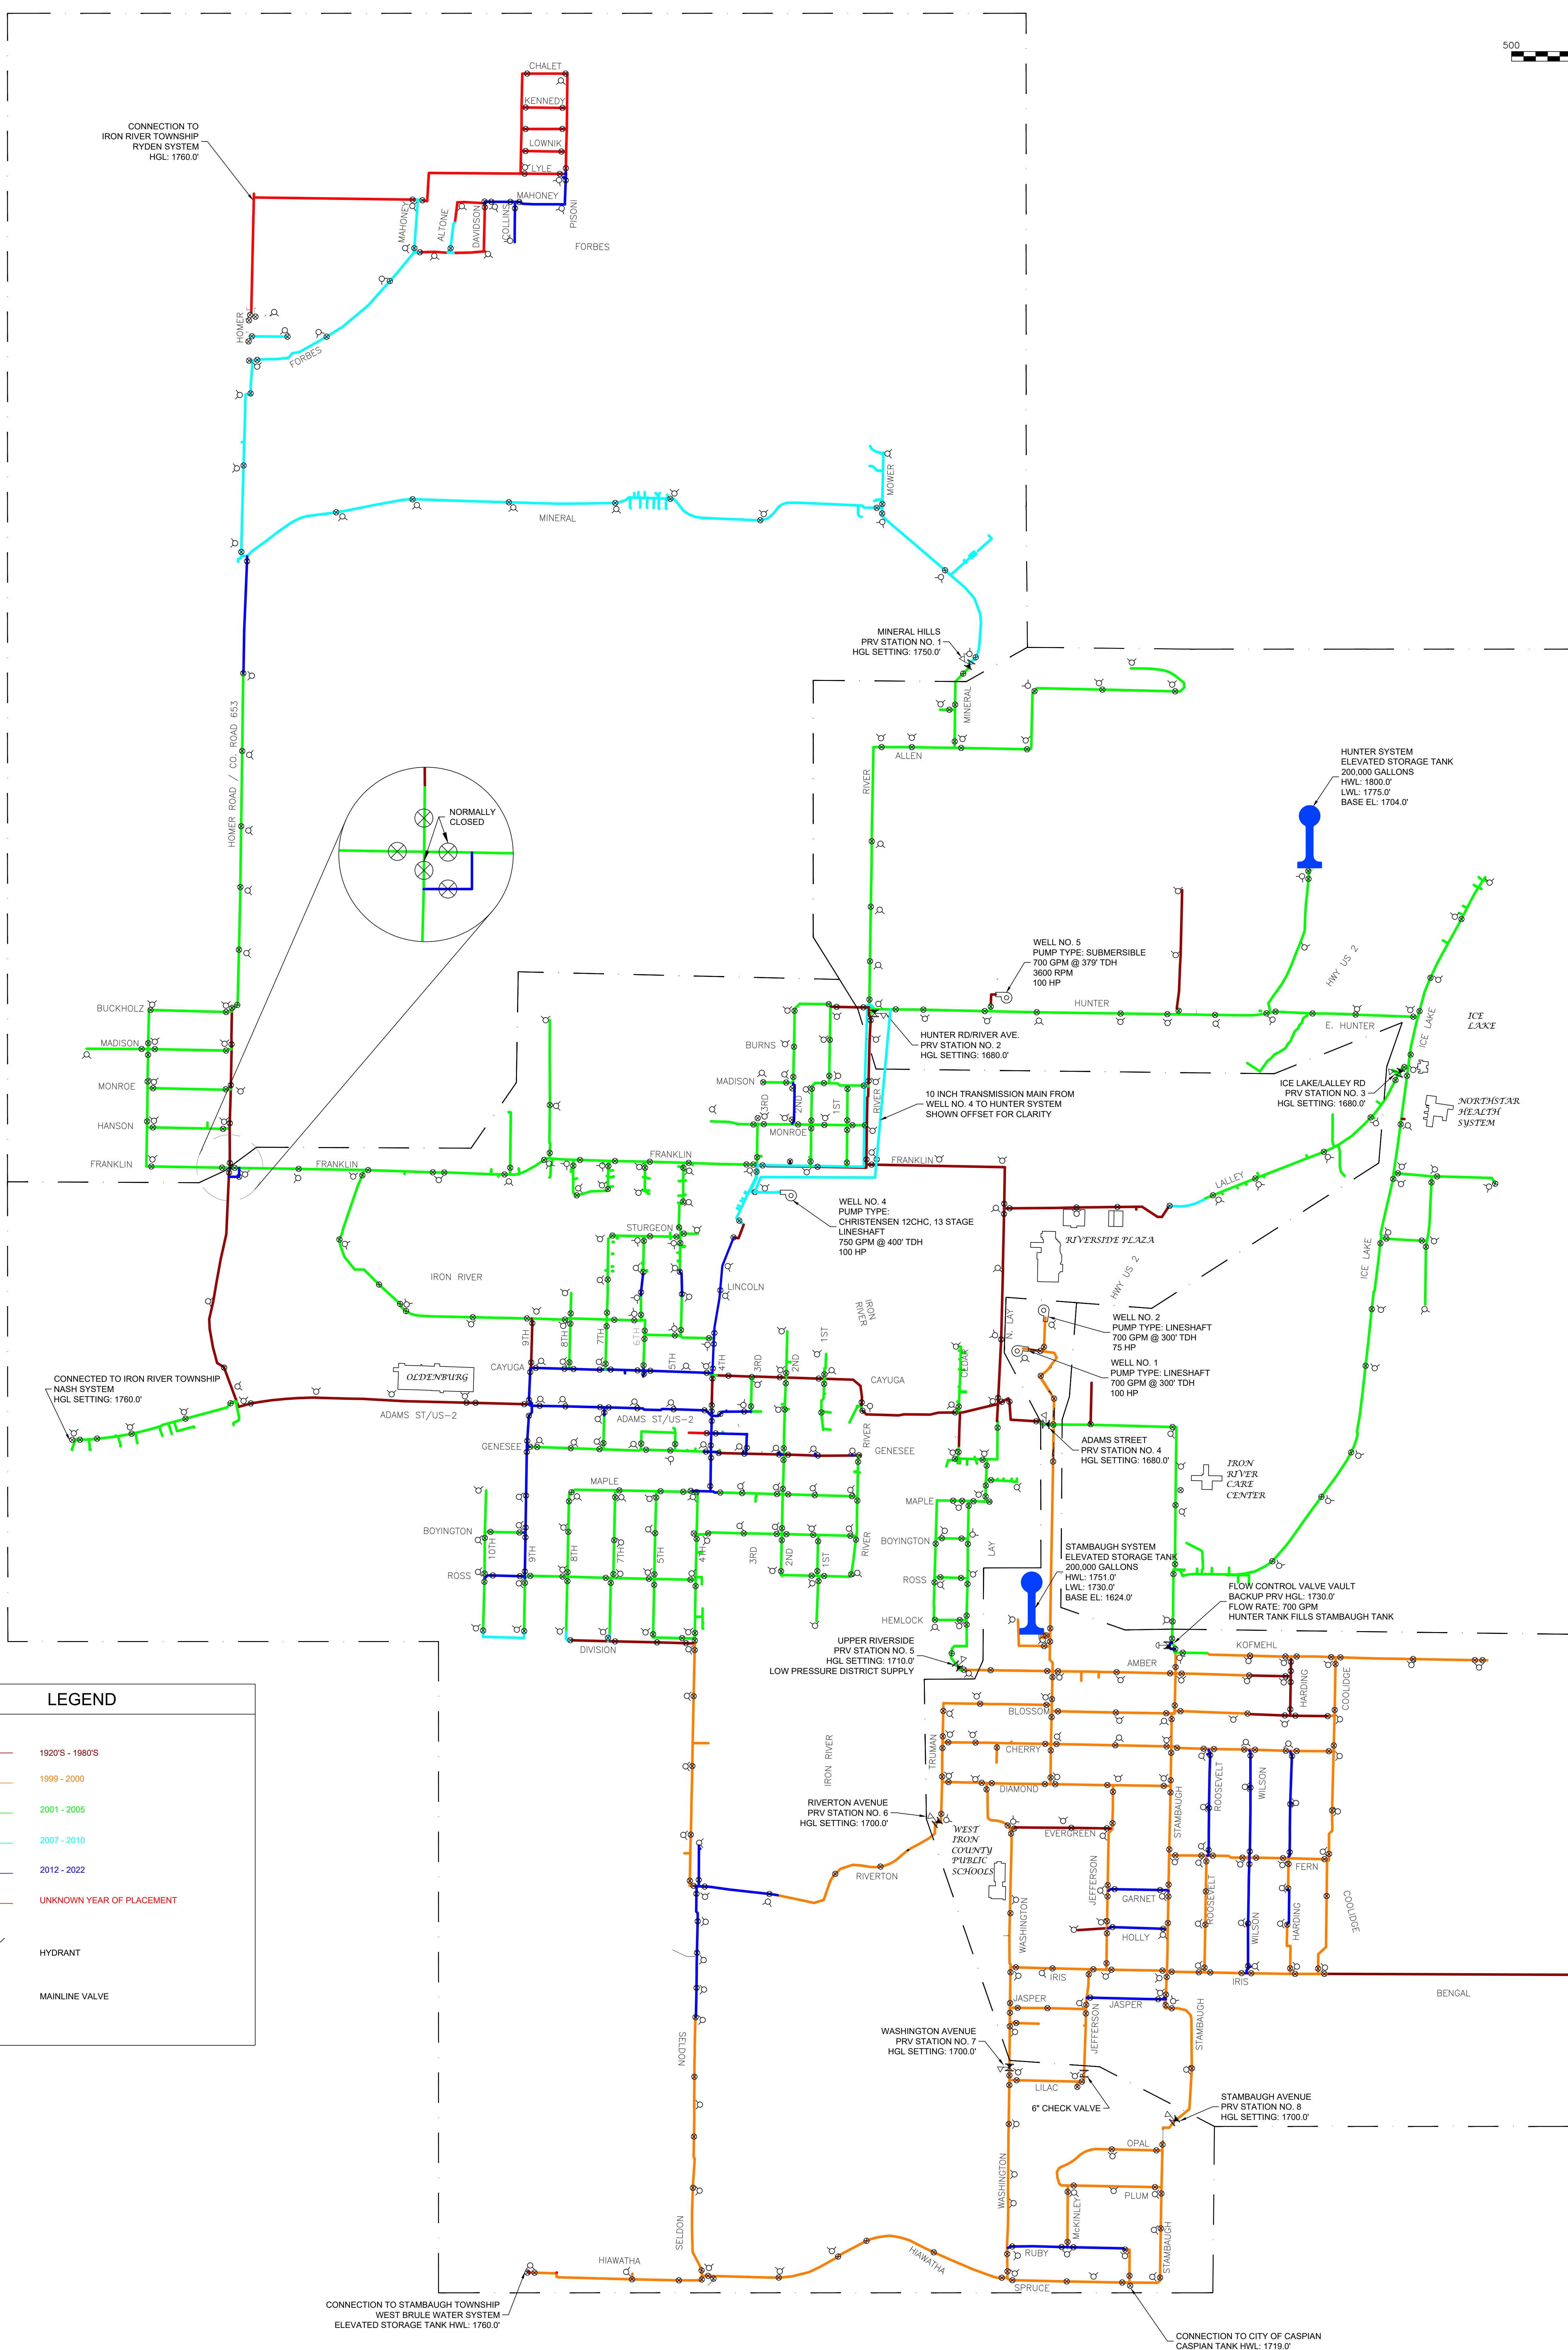 500
CHALET
KENNEDY
LOWNIK
LYLE
CONNECTION TO
IRON RIVER TOWNSHIP
RYDEN SYSTEM
HGL: 1760.0'
MAHONEY
MAHONEY
ALTONE
DAVIDSON
COLLINS
PISONI
FORBES
HOMER
FORBES
MOWER
MINERAL
MINERAL HILLS
PRV STATION NO. 1
HGL SETTING: 1750.0'
MINERAL
HOMER ROAD / CO. ROAD 653
ALLEN
RIVER
HUNTER SYSTEM
ELEVATED STORAGE TANK
200,000 GALLONS
HWL: 1800.0'
LWL: 1775.0'
BASE EL: 1704.0'
NORMALLY
CLOSED
WELL NO. 5
PUMP TYPE: SUBMERSIBLE
700 GPM @ 379' TDH
3600 RPM
100 HP
HWY US 2
HUNTER
E. HUNTER
ICE LAKE
ICE
LAKE
BUCKHOLZ
MADISON
MONROE
HANSON
FRANKLIN
FRANKLIN
BURNS
MADISON
3RD
2ND
1ST
RIVER
MONROE
FRANKLIN
FRANKLIN
HUNTER RD/RIVER AVE.
PRV STATION NO. 2
HGL SETTING: 1680.0'
10 INCH TRANSMISSION MAIN FROM
WELL NO. 4 TO HUNTER SYSTEM
SHOWN OFFSET FOR CLARITY
ICE LAKE/LALLEY RD
PRV STATION NO. 3
HGL SETTING: 1680.0'
NORTHSTAR
HEALTH
SYSTEM
LALLEY
WELL NO. 4
PUMP TYPE:
CHRISTENSEN 12CHC, 13 STAGE
LINESHAFT
750 GPM @ 400' TDH
100 HP
STURGEON
RIVERSIDE PLAZA
HWY US 2
ICE LAKE
IRON RIVER
LINCOLN
IRON
RIVER
N. LAY
WELL NO. 2
PUMP TYPE: LINESHAFT
700 GPM @ 300' TDH
75 HP
WELL NO. 1
PUMP TYPE: LINESHAFT
700 GPM @ 300' TDH
100 HP
9TH
8TH
7TH
6TH
5TH
4TH
3RD
2ND
1ST
CEDAR
CAYUGA
CAYUGA
OLDENBURG
CONNECTED TO IRON RIVER TOWNSHIP
NASH SYSTEM
HGL SETTING: 1760.0'
ADAMS ST/US-2
ADAMS ST/US-2
GENESEE
GENESEE
RIVER
ADAMS STREET
PRV STATION NO. 4
HGL SETTING: 1680.0'
IRON
RIVER
CARE
CENTER
MAPLE
MAPLE
BOYINGTON
BOYINGTON
10TH
9TH
8TH
7TH
5TH
4TH
3RD
2ND
1ST
RIVER
LAY
ROSS
ROSS
HEMLOCK
DIVISION
STAMBAUGH SYSTEM
ELEVATED STORAGE TANK
200,000 GALLONS
HWL: 1751.0'
LWL: 1730.0'
BASE EL: 1624.0'
FLOW CONTROL VALVE VAULT
BACKUP PRV HGL: 1730.0'
FLOW RATE: 700 GPM
HUNTER TANK FILLS STAMBAUGH TANK
UPPER RIVERSIDE
PRV STATION NO. 5
HGL SETTING: 1710.0'
LOW PRESSURE DISTRICT SUPPLY
KOFMEHL
AMBER
HARDING
COOLIDGE
BLOSSOM
TRUMAN
CHERRY
DIAMOND
IRON RIVER
STAMBAUGH
ROOSEVELT
WILSON
LEGEND
1920'S - 1980'S
1999 - 2000
2001 - 2005
2007 - 2010
2012 - 2022
UNKNOWN YEAR OF PLACEMENT
HYDRANT
MAINLINE VALVE
RIVERTON AVENUE
PRV STATION NO. 6
HGL SETTING: 1700.0'
WEST
IRON
COUNTY
PUBLIC
SCHOOLS
EVERGREEN
RIVERTON
FERN
JEFFERSON
GARNET
ROOSEVELT
WILSON
HARDING
COOLIDGE
WASHINGTON
HOLLY
IRIS
IRIS
BENGAL
JASPER
JASPER
JEFFERSON
STAMBAUGH
SELDON
WASHINGTON AVENUE
PRV STATION NO. 7
HGL SETTING: 1700.0'
LILAC
6" CHECK VALVE
STAMBAUGH AVENUE
PRV STATION NO. 8
HGL SETTING: 1700.0'
OPAL
WASHINGTON
PLUM
McKINLEY
SELDON
STAMBAUGH
RUBY
HIAWATHA
HIAWATHA
SPRUCE
CONNECTION TO STAMBAUGH TOWNSHIP
WEST BRULE WATER SYSTEM
ELEVATED STORAGE TANK HWL: 1760.0'
CONNECTION TO CITY OF CASPIAN
CASPIAN TANK HWL: 1719.0'